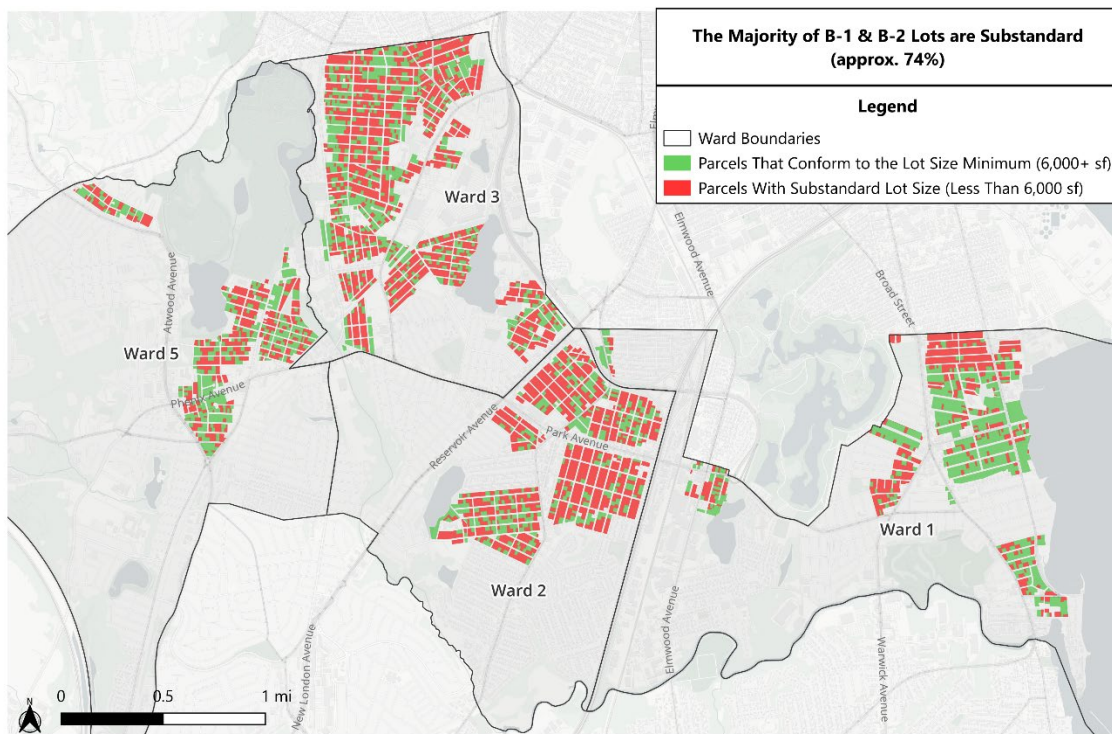 The Majority of B-1 & B-2 Lots are Substandard
(approx. 74%)
Legend
Ward Boundaries
Parcels That Conform to the Lot Size Minimum (6,000+ sf)
Parcels With Substandard Lot Size (Less Than 6,000 sf)
Ward 3
Elmwood Avenue
Atwood Avenue
Broad Street
Ward 5
Phenix Avenue
Reservoir Avenue
Park Avenue
Ward 1
Ward 2
Elmwood Avenue
New London Avenue
Warwick Avenue
0 0.5 1 mi
N